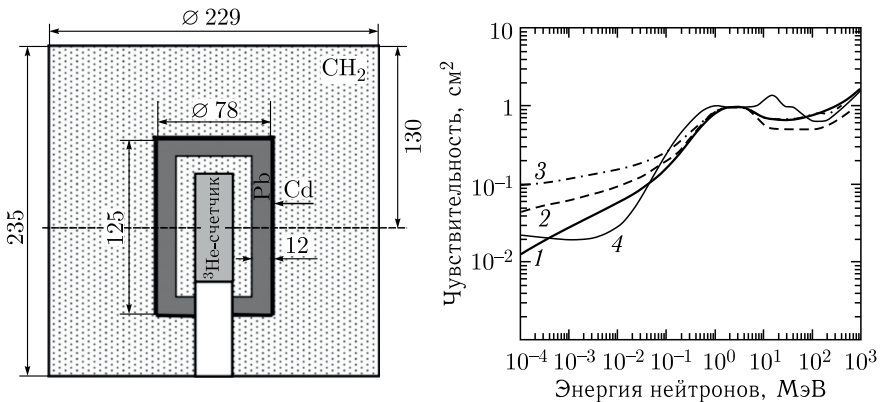 ∅ 229
CH₂
∅ 78
130
Pb
Cd
³He-счетчик
235
125
12
Чувствительность, см²
10
1
10⁻¹
10⁻²
3
2
1
4
10⁻⁴ 10⁻³ 10⁻² 10⁻¹ 10⁰ 10¹ 10² 10³
Энергия нейтронов, МэВ